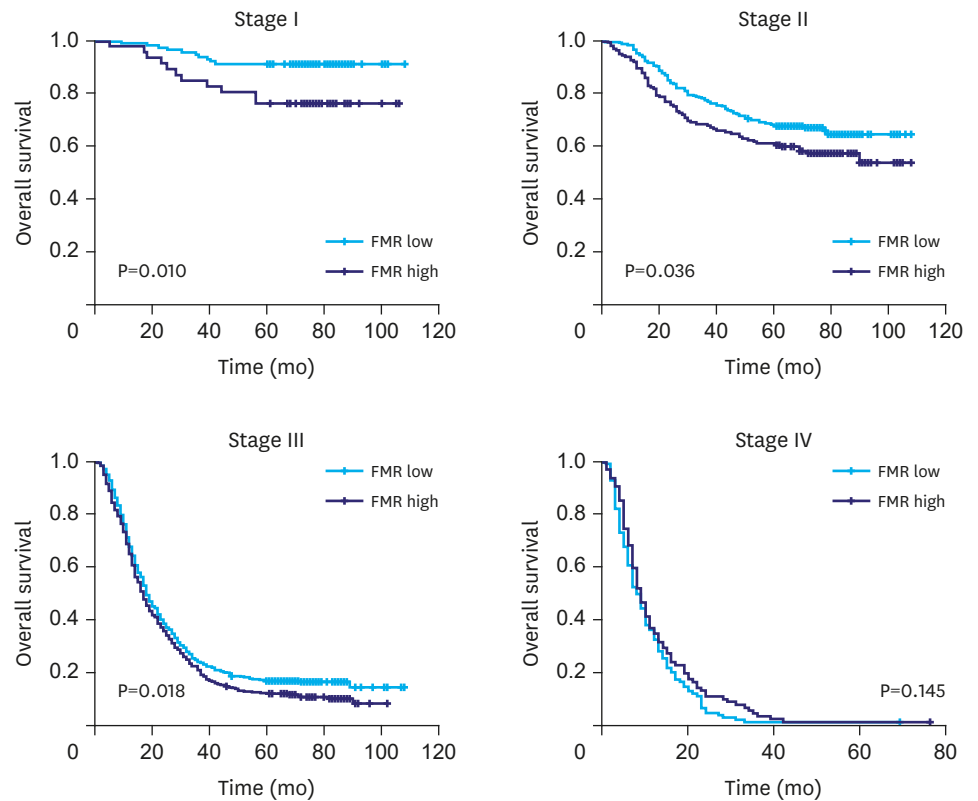 Stage I
1.0
0.8
0.6
0.4
0.2
0
20
40
60
80
100
120
Overall survival
Time (mo)
FMR low
FMR high
P=0.010
Stage II
1.0
0.8
0.6
0.4
0.2
0
20
40
60
80
100
120
Overall survival
Time (mo)
FMR low
FMR high
P=0.036
Stage III
1.0
0.8
0.6
0.4
0.2
0
20
40
60
80
100
120
Overall survival
Time (mo)
FMR low
FMR high
P=0.018
Stage IV
1.0
0.8
0.6
0.4
0.2
0
20
40
60
80
Overall survival
Time (mo)
FMR low
FMR high
P=0.145